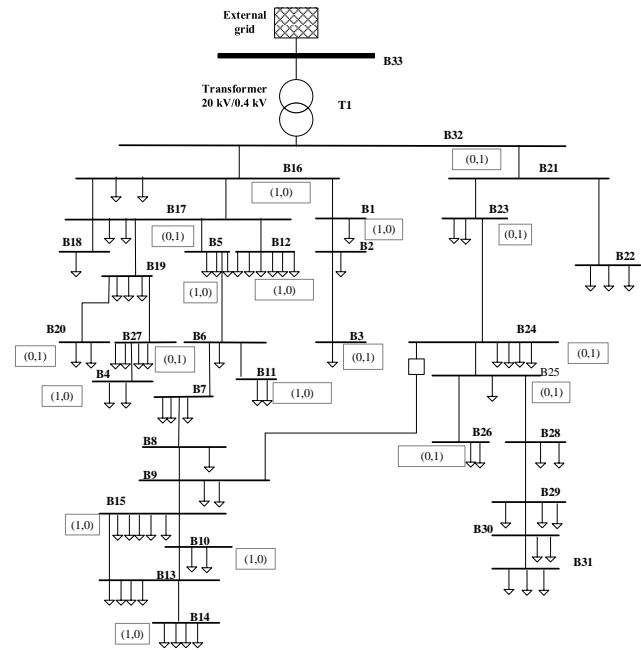 External
grid
B33
Transformer
20 kV/0.4 kV
T1
B32
(0,1)
B16
B21
(1,0)
B17
B1
B23
(0,1)
(1,0)
(0,1)
B18
B5
B12
B2
B22
B19
(1,0)
(1,0)
B20
B27
B6
B3
B24
(0,1)
(0,1)
(0,1)
(0,1)
B4
B11
B25
(1,0)
(1,0)
(0,1)
B7
B8
B26
B28
(0,1)
B9
B15
B29
(1,0)
B30
B10
(1,0)
B13
B31
B14
(1,0)